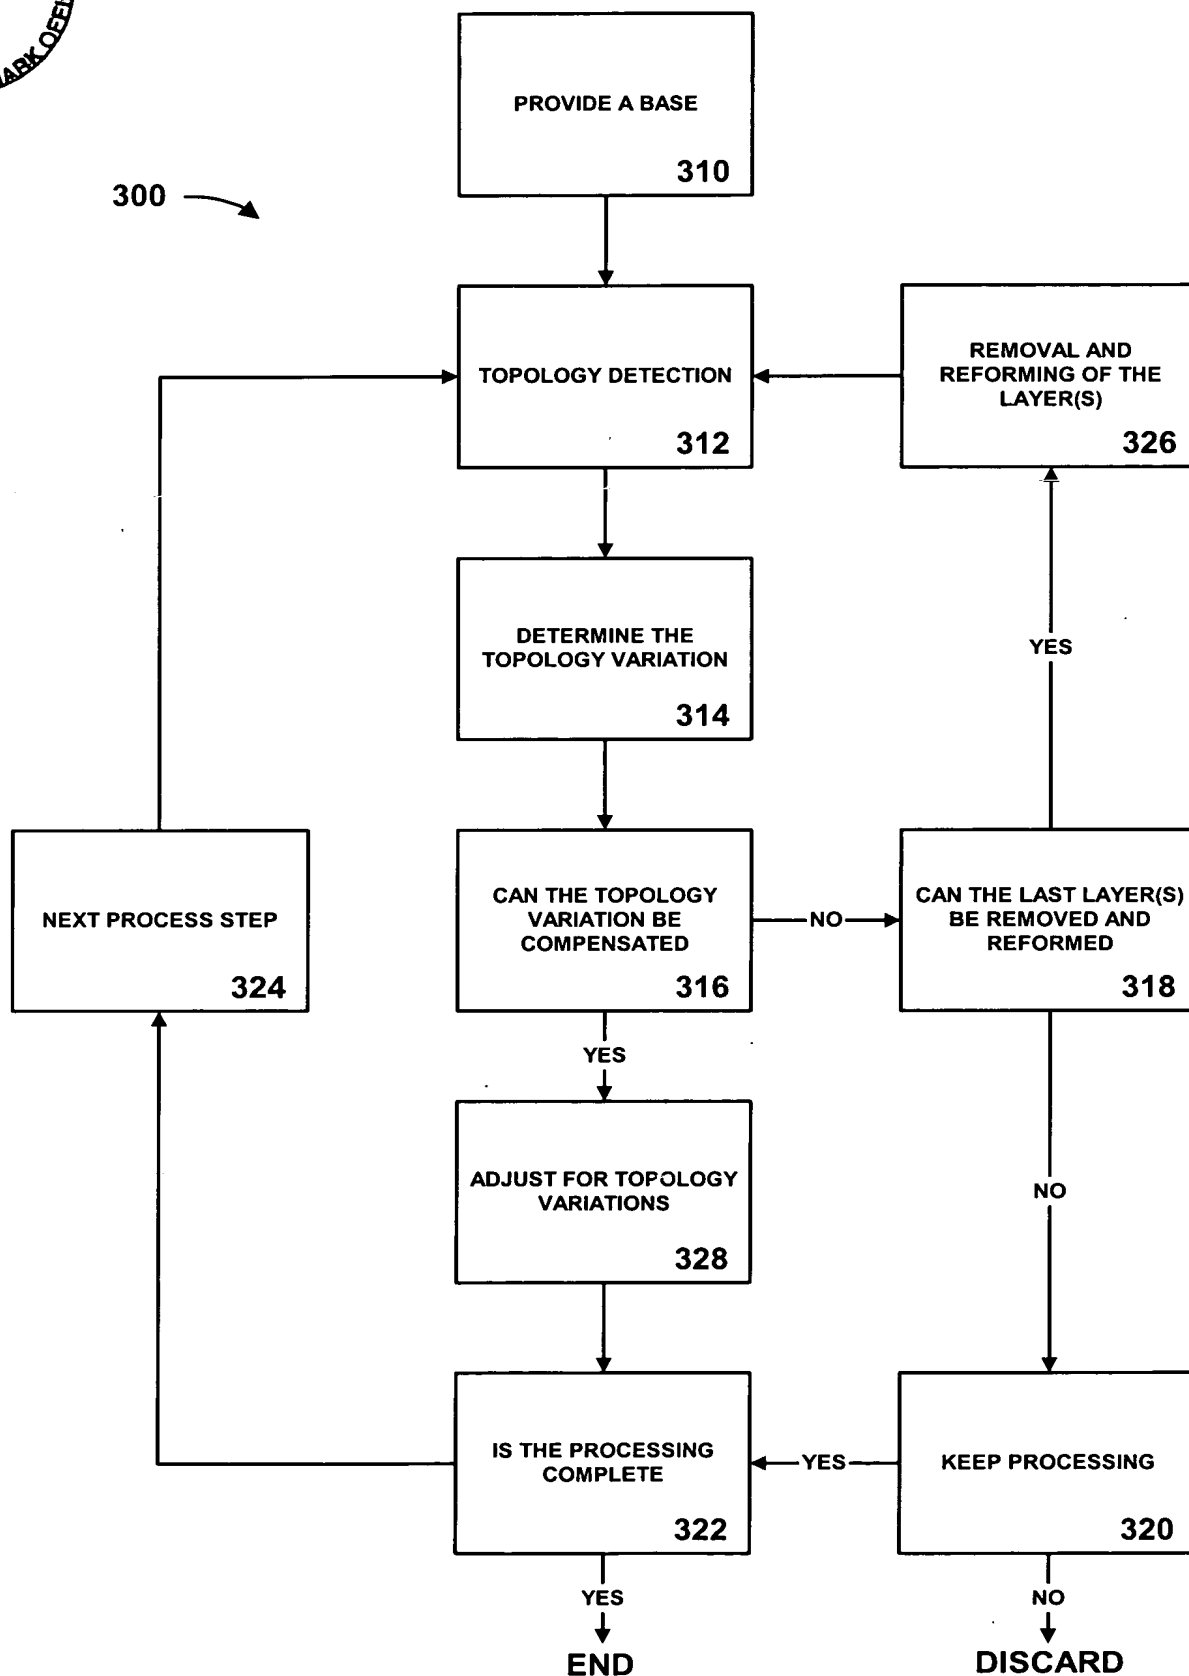 PROVIDE A BASE
310
300
TOPOLOGY DETECTION
312
REMOVAL AND
REFORMING OF THE
LAYER(S)
326
DETERMINE THE
TOPOLOGY VARIATION
314
YES
NEXT PROCESS STEP
324
CAN THE TOPOLOGY
VARIATION BE
COMPENSATED
316
NO
CAN THE LAST LAYER(S)
BE REMOVED AND
REFORMED
318
YES
ADJUST FOR TOPOLOGY
VARIATIONS
328
NO
IS THE PROCESSING
COMPLETE
322
YES
KEEP PROCESSING
320
YES
END
NO
DISCARD